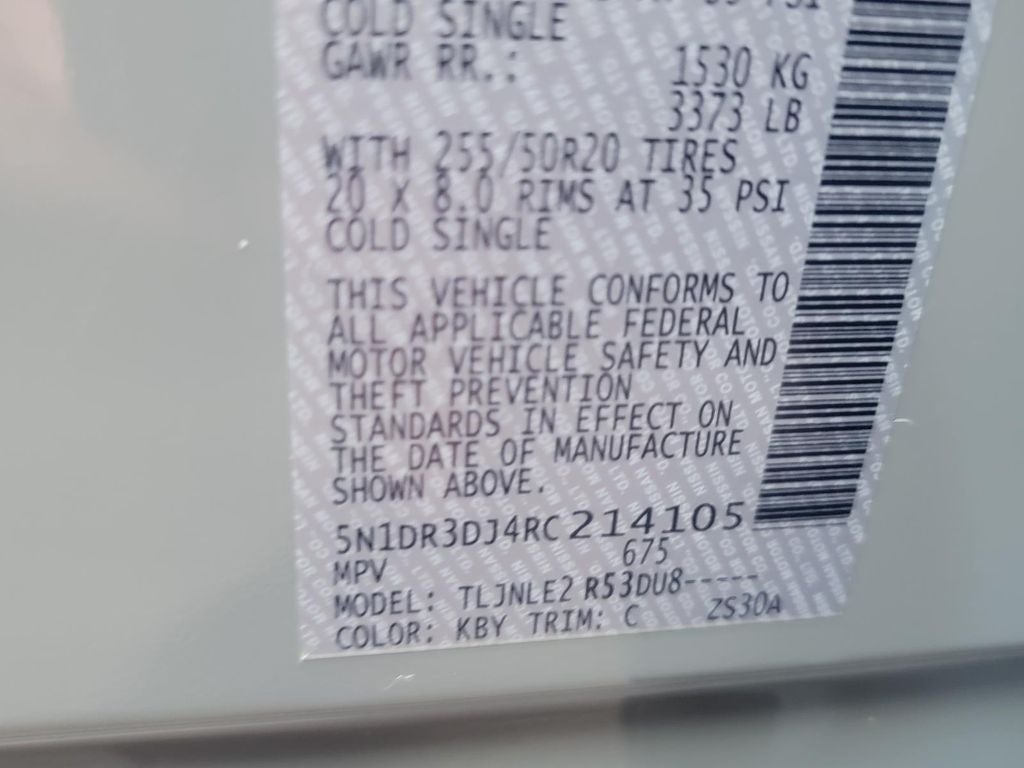 COLD SINGLE
GAWR RR.: 1530 KG
3373 LB
WITH 255/50R20 TIRES
20 X 8.0 RIMS AT 35 PSI
COLD SINGLE
THIS VEHICLE CONFORMS TO
ALL APPLICABLE FEDERAL
MOTOR VEHICLE SAFETY AND
THEFT PREVENTION
STANDARDS IN EFFECT ON
THE DATE OF MANUFACTURE
SHOWN ABOVE.
5N1DR3DJ4RC214105
MPV 675
MODEL: TLJNLE2 R53DU8-----
COLOR: KBY TRIM: C ZS30A